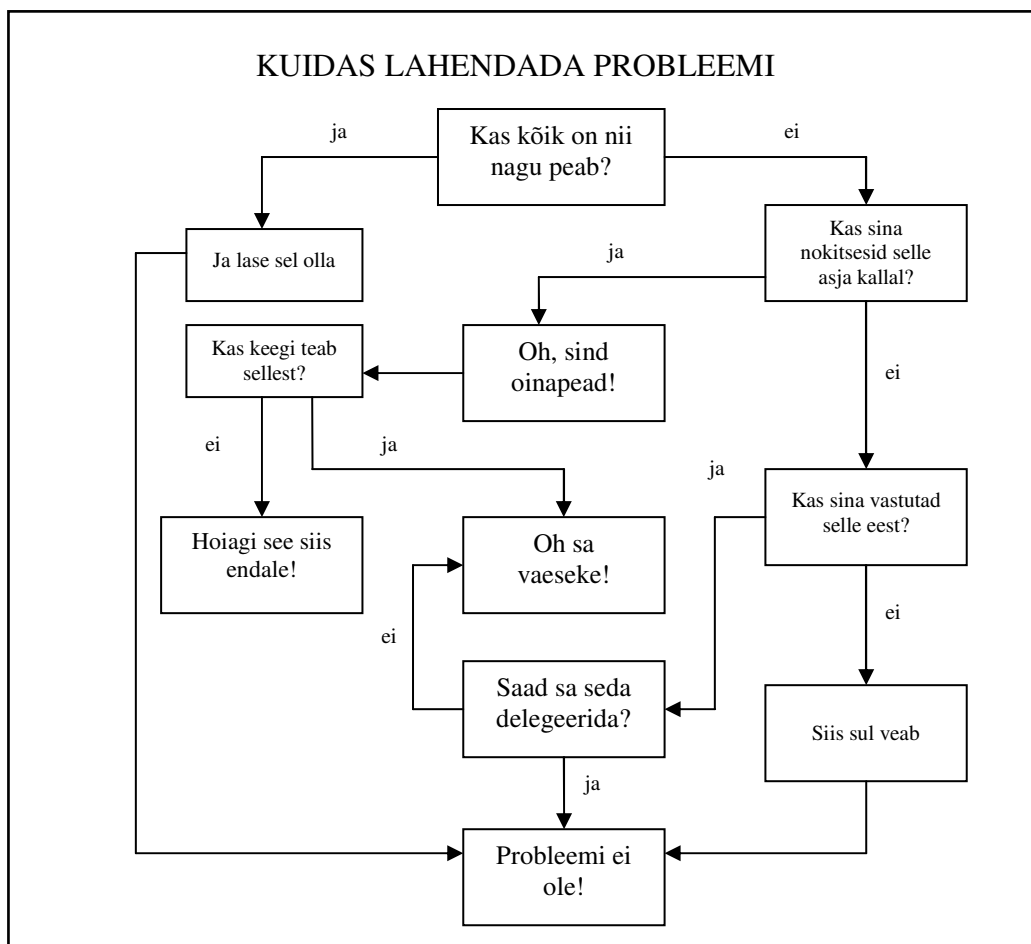 KUIDAS LAHENDADA PROBLEEMI
ja
Kas kõik on nii
nagu peab?
ei
Ja lase sel olla
ja
Kas sina
nokitsesid selle
asja kallal?
Kas keegi teab
sellest?
Oh, sind
oinapead!
ei
ei
ja
ja
Kas sina vastutad
selle eest?
Hoiagi see siis
endale!
Oh sa
vaeseke!
ei
ei
Saad sa seda
delegeerida?
Siis sul veab
ja
Probleemi ei
ole!